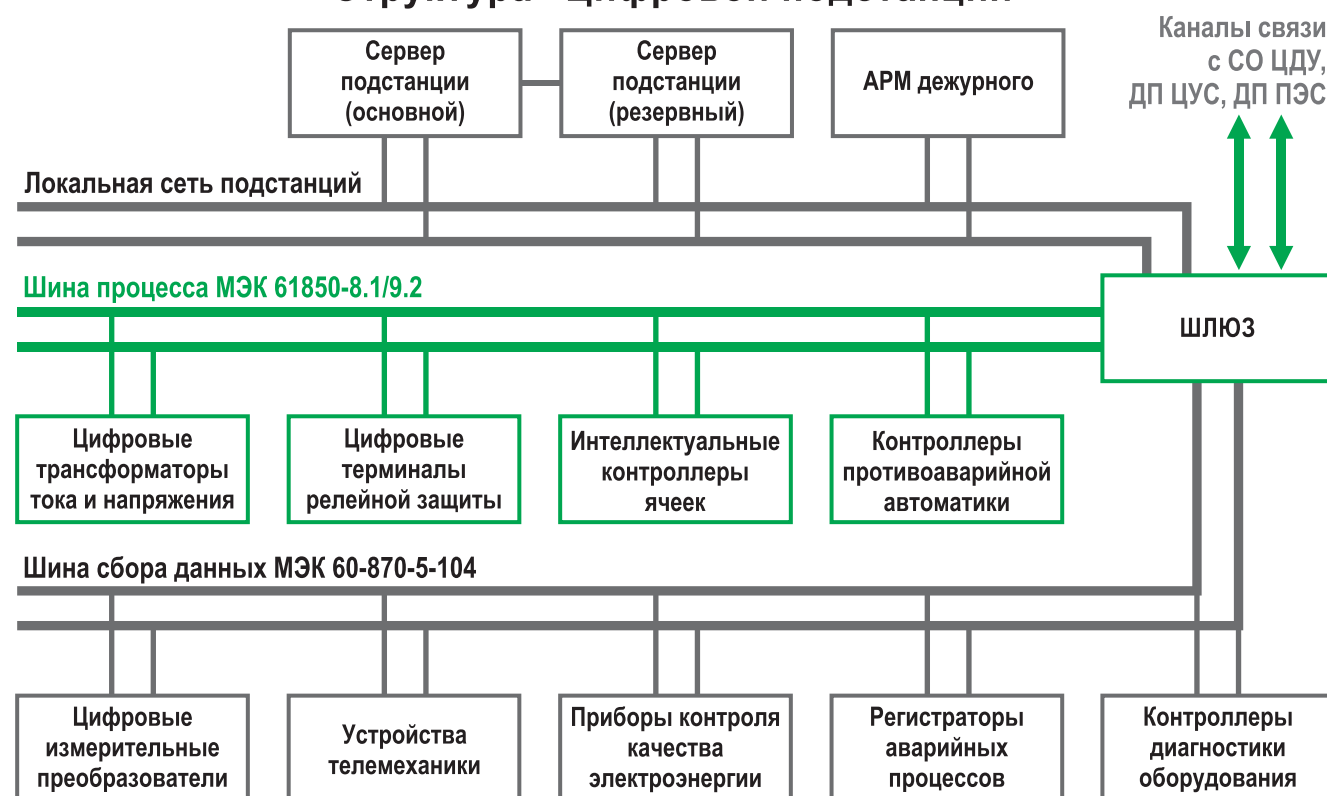 Структура "Цифровой подстанции"
Каналы связи
с СО ЦДУ,
ДП ЦУС, ДП ПЭС
Сервер
подстанции
(основной)
Сервер
подстанции
(резервный)
АРМ дежурного
Локальная сеть подстанций
Шина процесса МЭК 61850-8.1/9.2
ШЛЮЗ
Цифровые
трансформаторы
тока и напряжения
Цифровые
терминалы
релейной защиты
Интеллектуальные
контроллеры
ячеек
Контроллеры
противоаварийной
автоматики
Шина сбора данных МЭК 60-870-5-104
Цифровые
измерительные
преобразователи
Устройства
телемеханики
Приборы контроля
качества
электроэнергии
Регистраторы
аварийных
процессов
Контроллеры
диагностики
оборудования